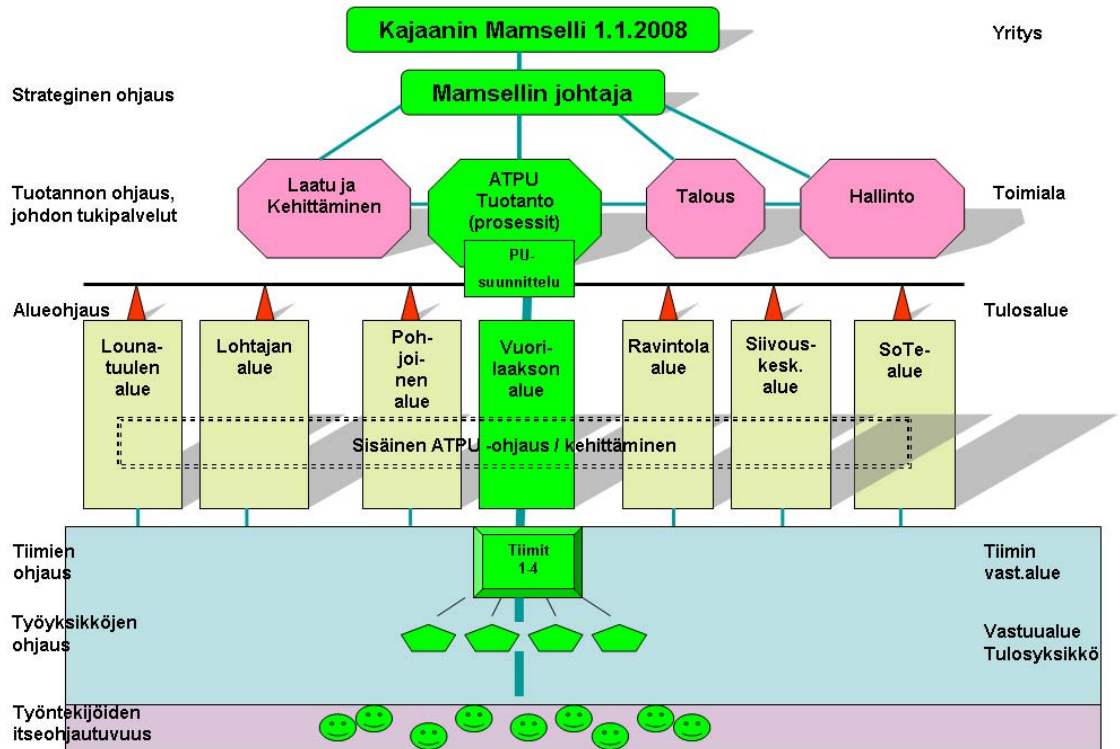 Kajaanin Mamselli 1.1.2008
Yritys
Strateginen ohjaus
Mamsellin johtaja
Tuotannon ohjaus,
johdon tukipalvelut
Laatu ja
Kehittäminen
ATPU
Tuotanto
(prosessit)
Talous
Hallinto
Toimiala
PU-
suunnittelu
Alueohjaus
Tulosalue
Louna-
tuulen
alue
Lohtajan
alue
Poh-
joi-
nen
alue
Vuori-
laakson
alue
Ravintola
alue
Siivous-
kesk.
alue
SoTe-
alue
Sisäinen ATPU -ohjaus / kehittäminen
Tiimien
ohjaus
Tiimit
1-4
Tiimin
vast.alue
Työyksikköjen
ohjaus
Vastuualue
Tulosyksikkö
Työntekijöiden
itseohjautuvuus